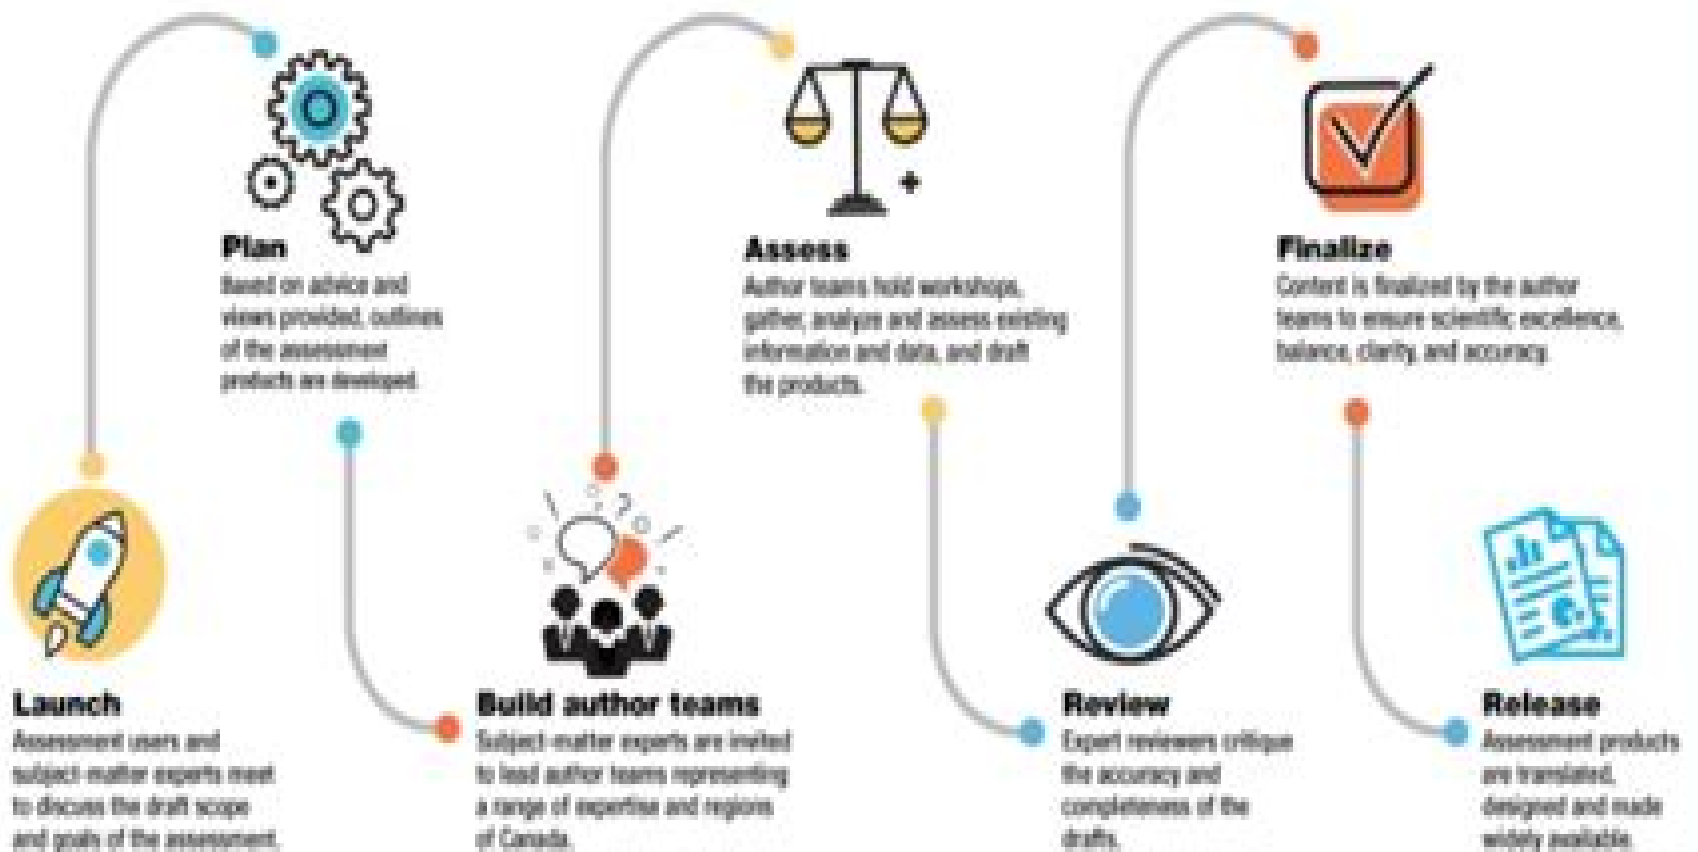 Launch
Assessment users and
subject-matter experts meet
to discuss the draft scope
and goals of the assessment.
Plan
Based on advice and
views provided, outlines
of the assessment
products are developed.
Build author teams
Subject-matter experts are invited
to lead author teams representing
a range of expertise and regions
of Canada.
Assess
Author teams hold workshops,
gather, analyze and assess existing
information and data, and draft
the products.
Review
Expert reviewers critique
the accuracy and
completeness of the
drafts.
Finalize
Content is finalized by the author
teams to ensure scientific excellence,
balance, clarity, and accuracy.
Release
Assessment products
are translated,
designed and made
widely available.